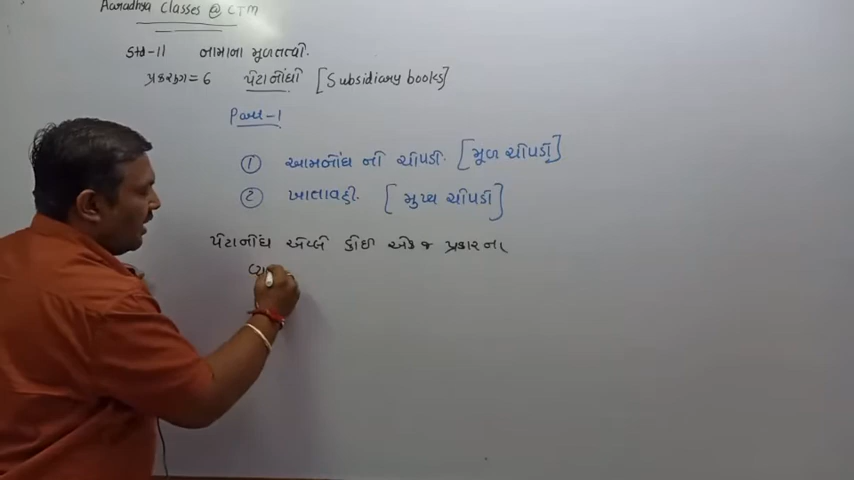 Aaradhya Classes @ CTM
Std-11 નામાના મૂળતત્વો.
પ્રકરણ = 6 પેટાનોંધો [Subsidiary books]
Part-1
① આમનોંધ ની ચોપડી. [મૂળ ચોપડો]
② ખાતાવહી. [મુખ્ય ચોપડો]
પેટાનોંધ એટલે કોઈ એક જ પ્રકારના
વ્ય